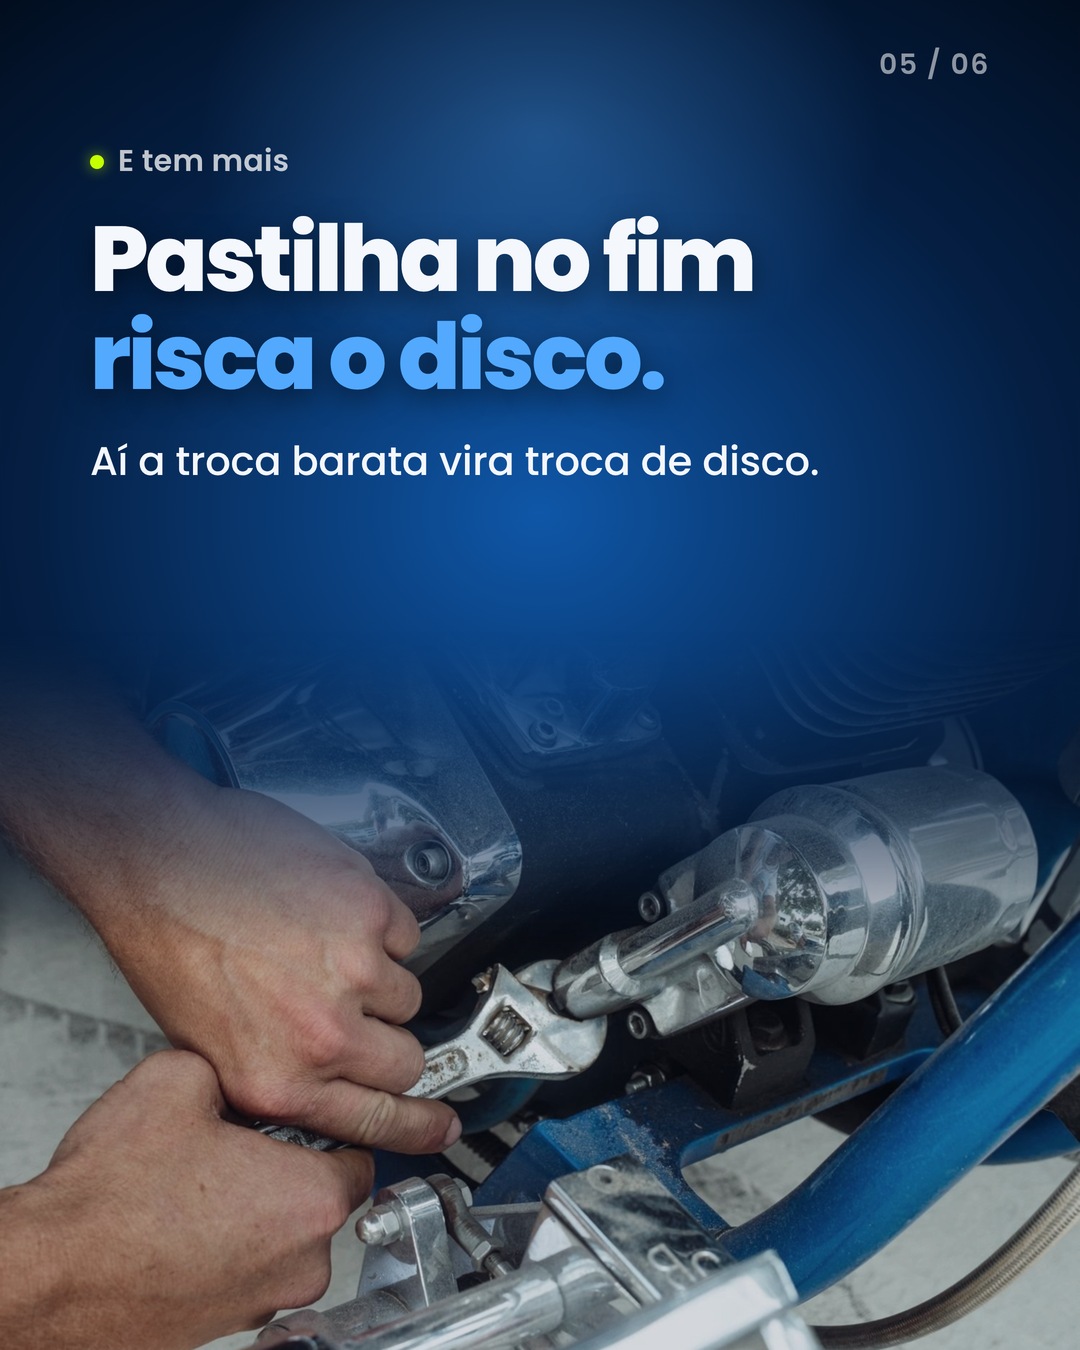 05 / 06
E tem mais
Pastilha no fim
risca o disco.
Aí a troca barata vira troca de disco.